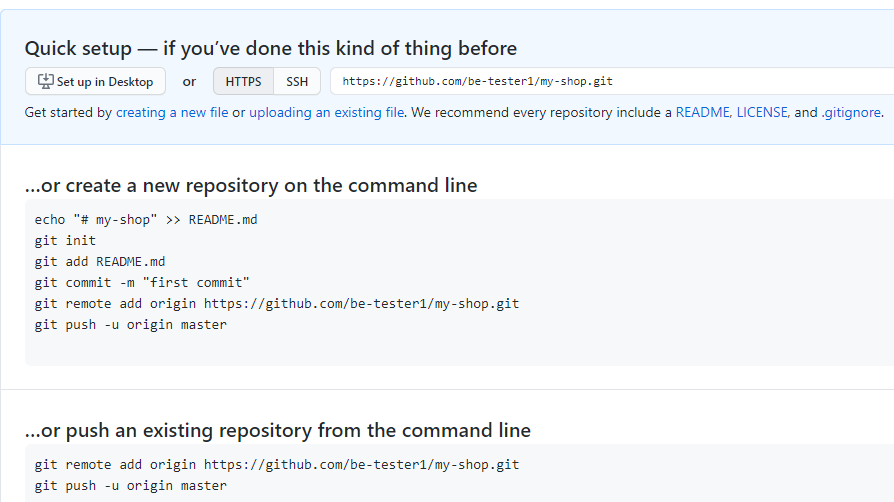 Quick setup — if you’ve done this kind of thing before
Set up in Desktop or HTTPS SSH https://github.com/be-tester1/my-shop.git
Get started by creating a new file or uploading an existing file. We recommend every repository include a README, LICENSE, and .gitignore.
...or create a new repository on the command line
echo "# my-shop" >> README.md
git init
git add README.md
git commit -m "first commit"
git remote add origin https://github.com/be-tester1/my-shop.git
git push -u origin master
...or push an existing repository from the command line
git remote add origin https://github.com/be-tester1/my-shop.git
git push -u origin master